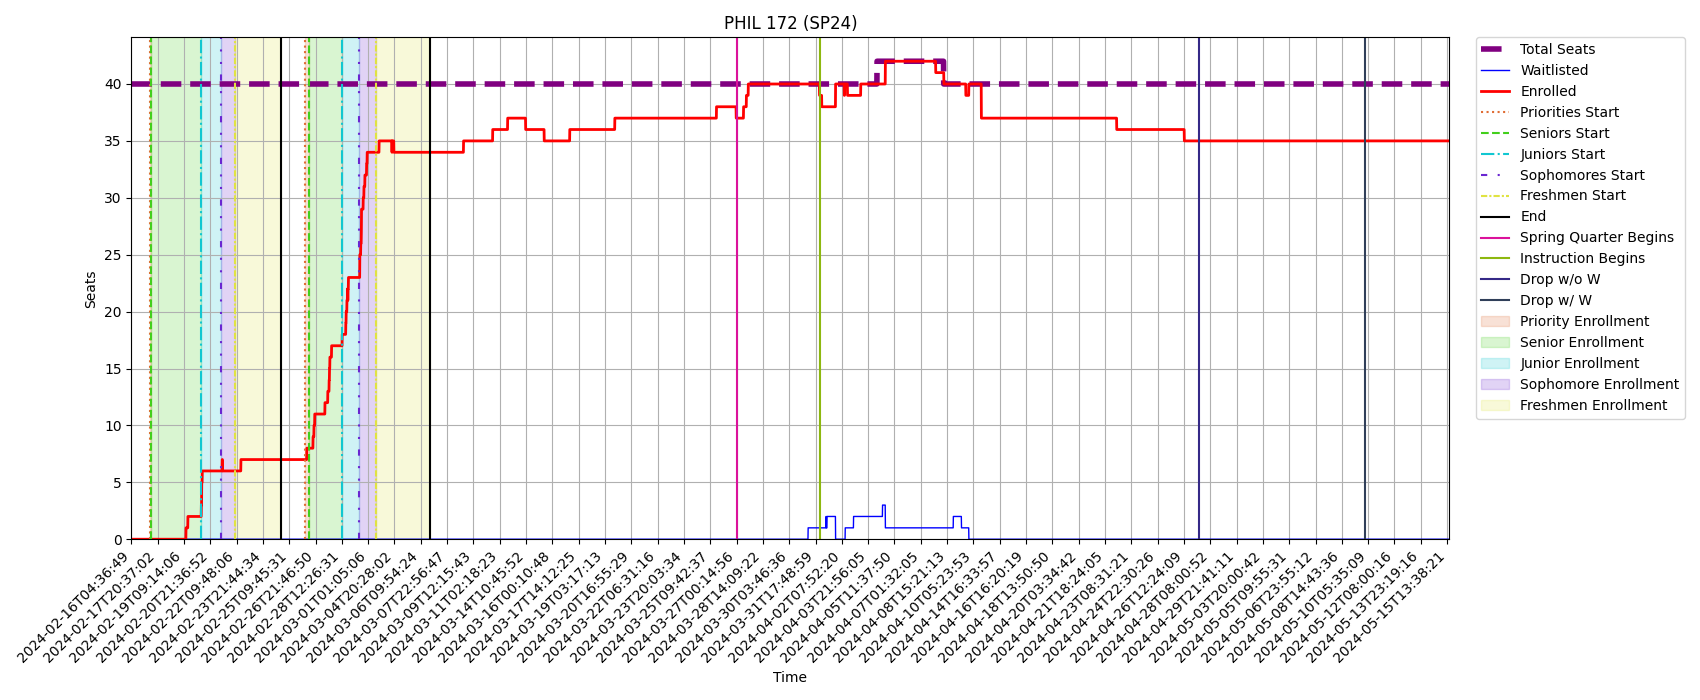 PHIL 172 (SP24)
Seats
40
35
30
25
20
15
10
5
0
2024-02-16T04:36:49
2024-02-17T20:37:02
2024-02-19T09:14:06
2024-02-20T21:36:52
2024-02-22T09:48:06
2024-02-23T21:44:34
2024-02-25T09:45:31
2024-02-26T21:46:50
2024-02-28T12:26:31
2024-03-01T01:05:06
2024-03-04T20:28:02
2024-03-06T09:54:24
2024-03-07T22:56:47
2024-03-09T12:15:43
2024-03-11T02:18:23
2024-03-14T10:45:52
2024-03-16T00:10:48
2024-03-17T14:12:25
2024-03-19T03:17:13
2024-03-20T16:55:29
2024-03-22T06:31:16
2024-03-23T20:03:34
2024-03-25T09:42:37
2024-03-27T00:14:56
2024-03-28T14:09:22
2024-03-30T03:46:36
2024-03-31T17:48:59
2024-04-02T07:52:20
2024-04-03T21:56:05
2024-04-05T11:37:50
2024-04-07T01:32:05
2024-04-08T15:21:13
2024-04-10T05:23:53
2024-04-14T16:33:57
2024-04-16T16:20:19
2024-04-18T13:50:50
2024-04-20T03:34:42
2024-04-21T18:24:05
2024-04-23T08:31:21
2024-04-24T22:30:26
2024-04-26T12:24:09
2024-04-28T08:00:52
2024-04-29T21:41:11
2024-05-03T20:00:42
2024-05-05T09:55:31
2024-05-06T23:55:12
2024-05-08T14:43:36
2024-05-10T05:35:09
2024-05-12T08:00:16
2024-05-13T23:19:16
2024-05-15T13:38:21
Time
Total Seats
Waitlisted
Enrolled
Priorities Start
Seniors Start
Juniors Start
Sophomores Start
Freshmen Start
End
Spring Quarter Begins
Instruction Begins
Drop w/o W
Drop w/ W
Priority Enrollment
Senior Enrollment
Junior Enrollment
Sophomore Enrollment
Freshmen Enrollment